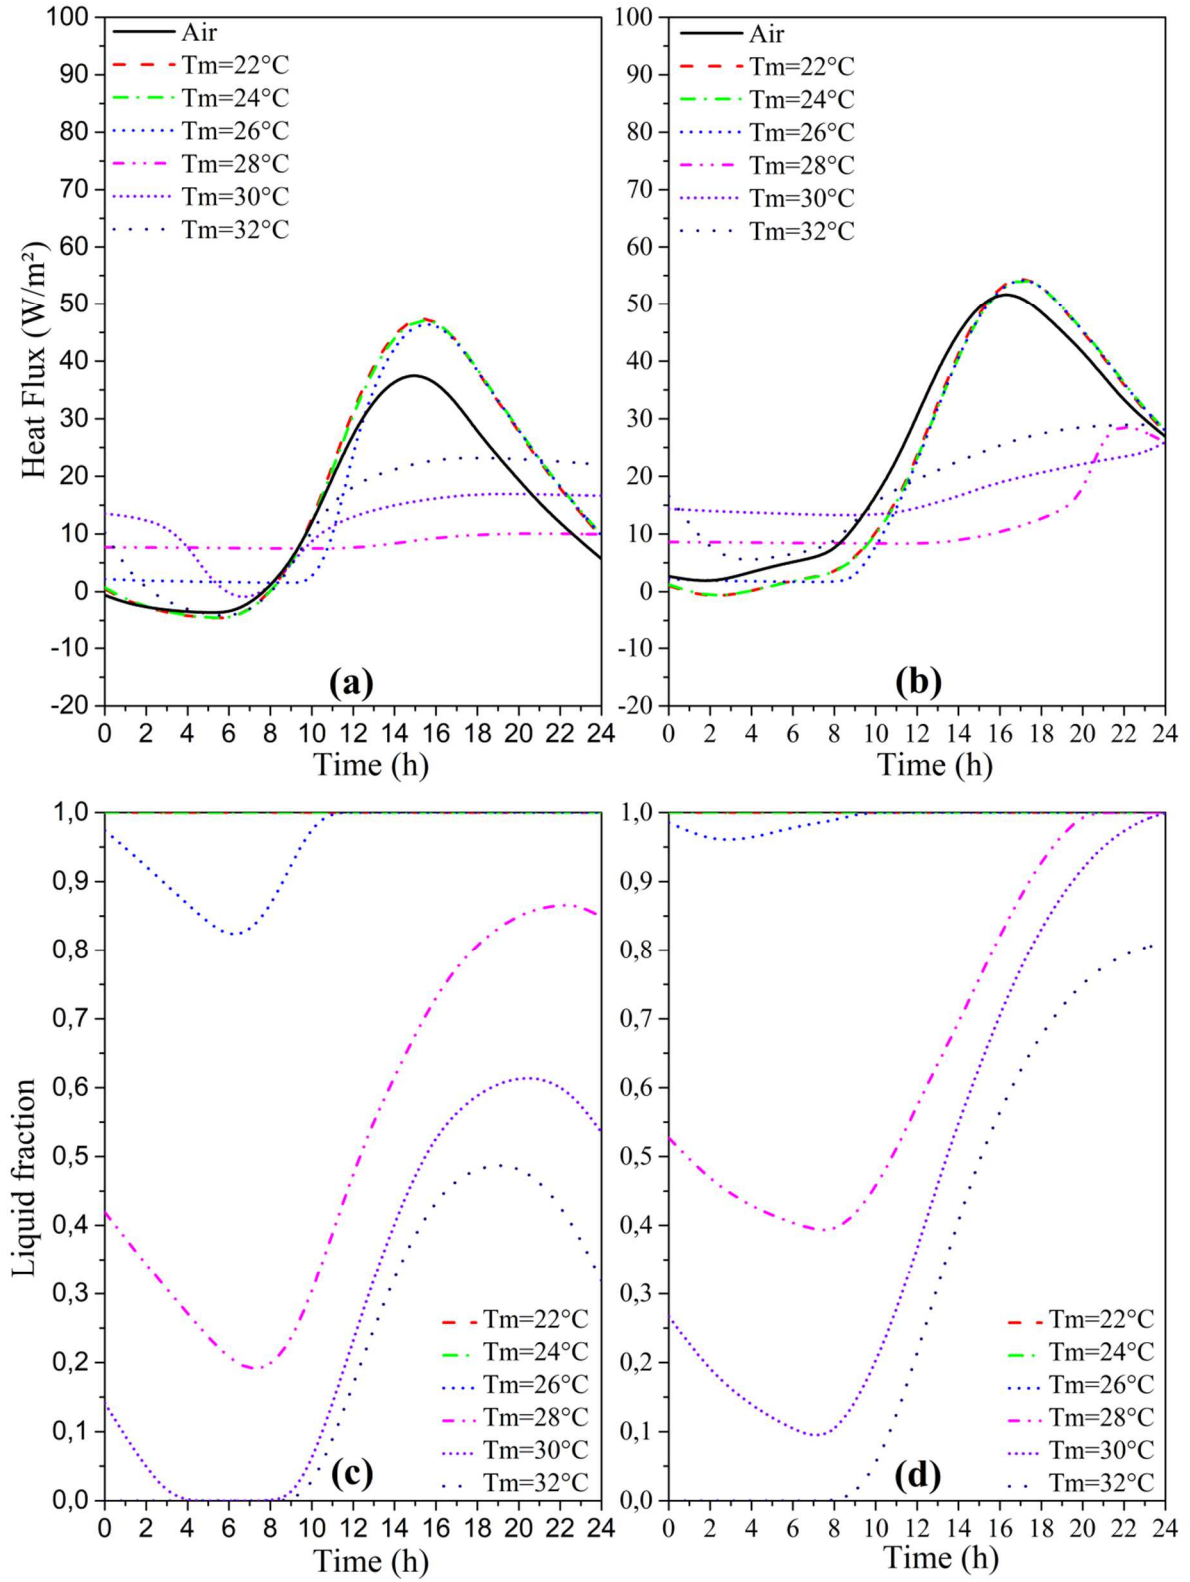 100
90
80
70
60
50
40
30
20
10
0
-10
-20
Heat Flux (W/m²)
Air
Tm=22°C
Tm=24°C
Tm=26°C
Tm=28°C
Tm=30°C
Tm=32°C
(a)
0 2 4 6 8 10 12 14 16 18 20 22 24
Time (h)
100
90
80
70
60
50
40
30
20
10
0
-10
-20
Air
Tm=22°C
Tm=24°C
Tm=26°C
Tm=28°C
Tm=30°C
Tm=32°C
(b)
0 2 4 6 8 10 12 14 16 18 20 22 24
Time (h)
1,0
0,9
0,8
0,7
0,6
0,5
0,4
0,3
0,2
0,1
0,0
Liquid fraction
Tm=22°C
Tm=24°C
Tm=26°C
Tm=28°C
Tm=30°C
Tm=32°C
(c)
0 2 4 6 8 10 12 14 16 18 20 22 24
Time (h)
1,0
0,9
0,8
0,7
0,6
0,5
0,4
0,3
0,2
0,1
0,0
Tm=22°C
Tm=24°C
Tm=26°C
Tm=28°C
Tm=30°C
Tm=32°C
(d)
0 2 4 6 8 10 12 14 16 18 20 22 24
Time (h)